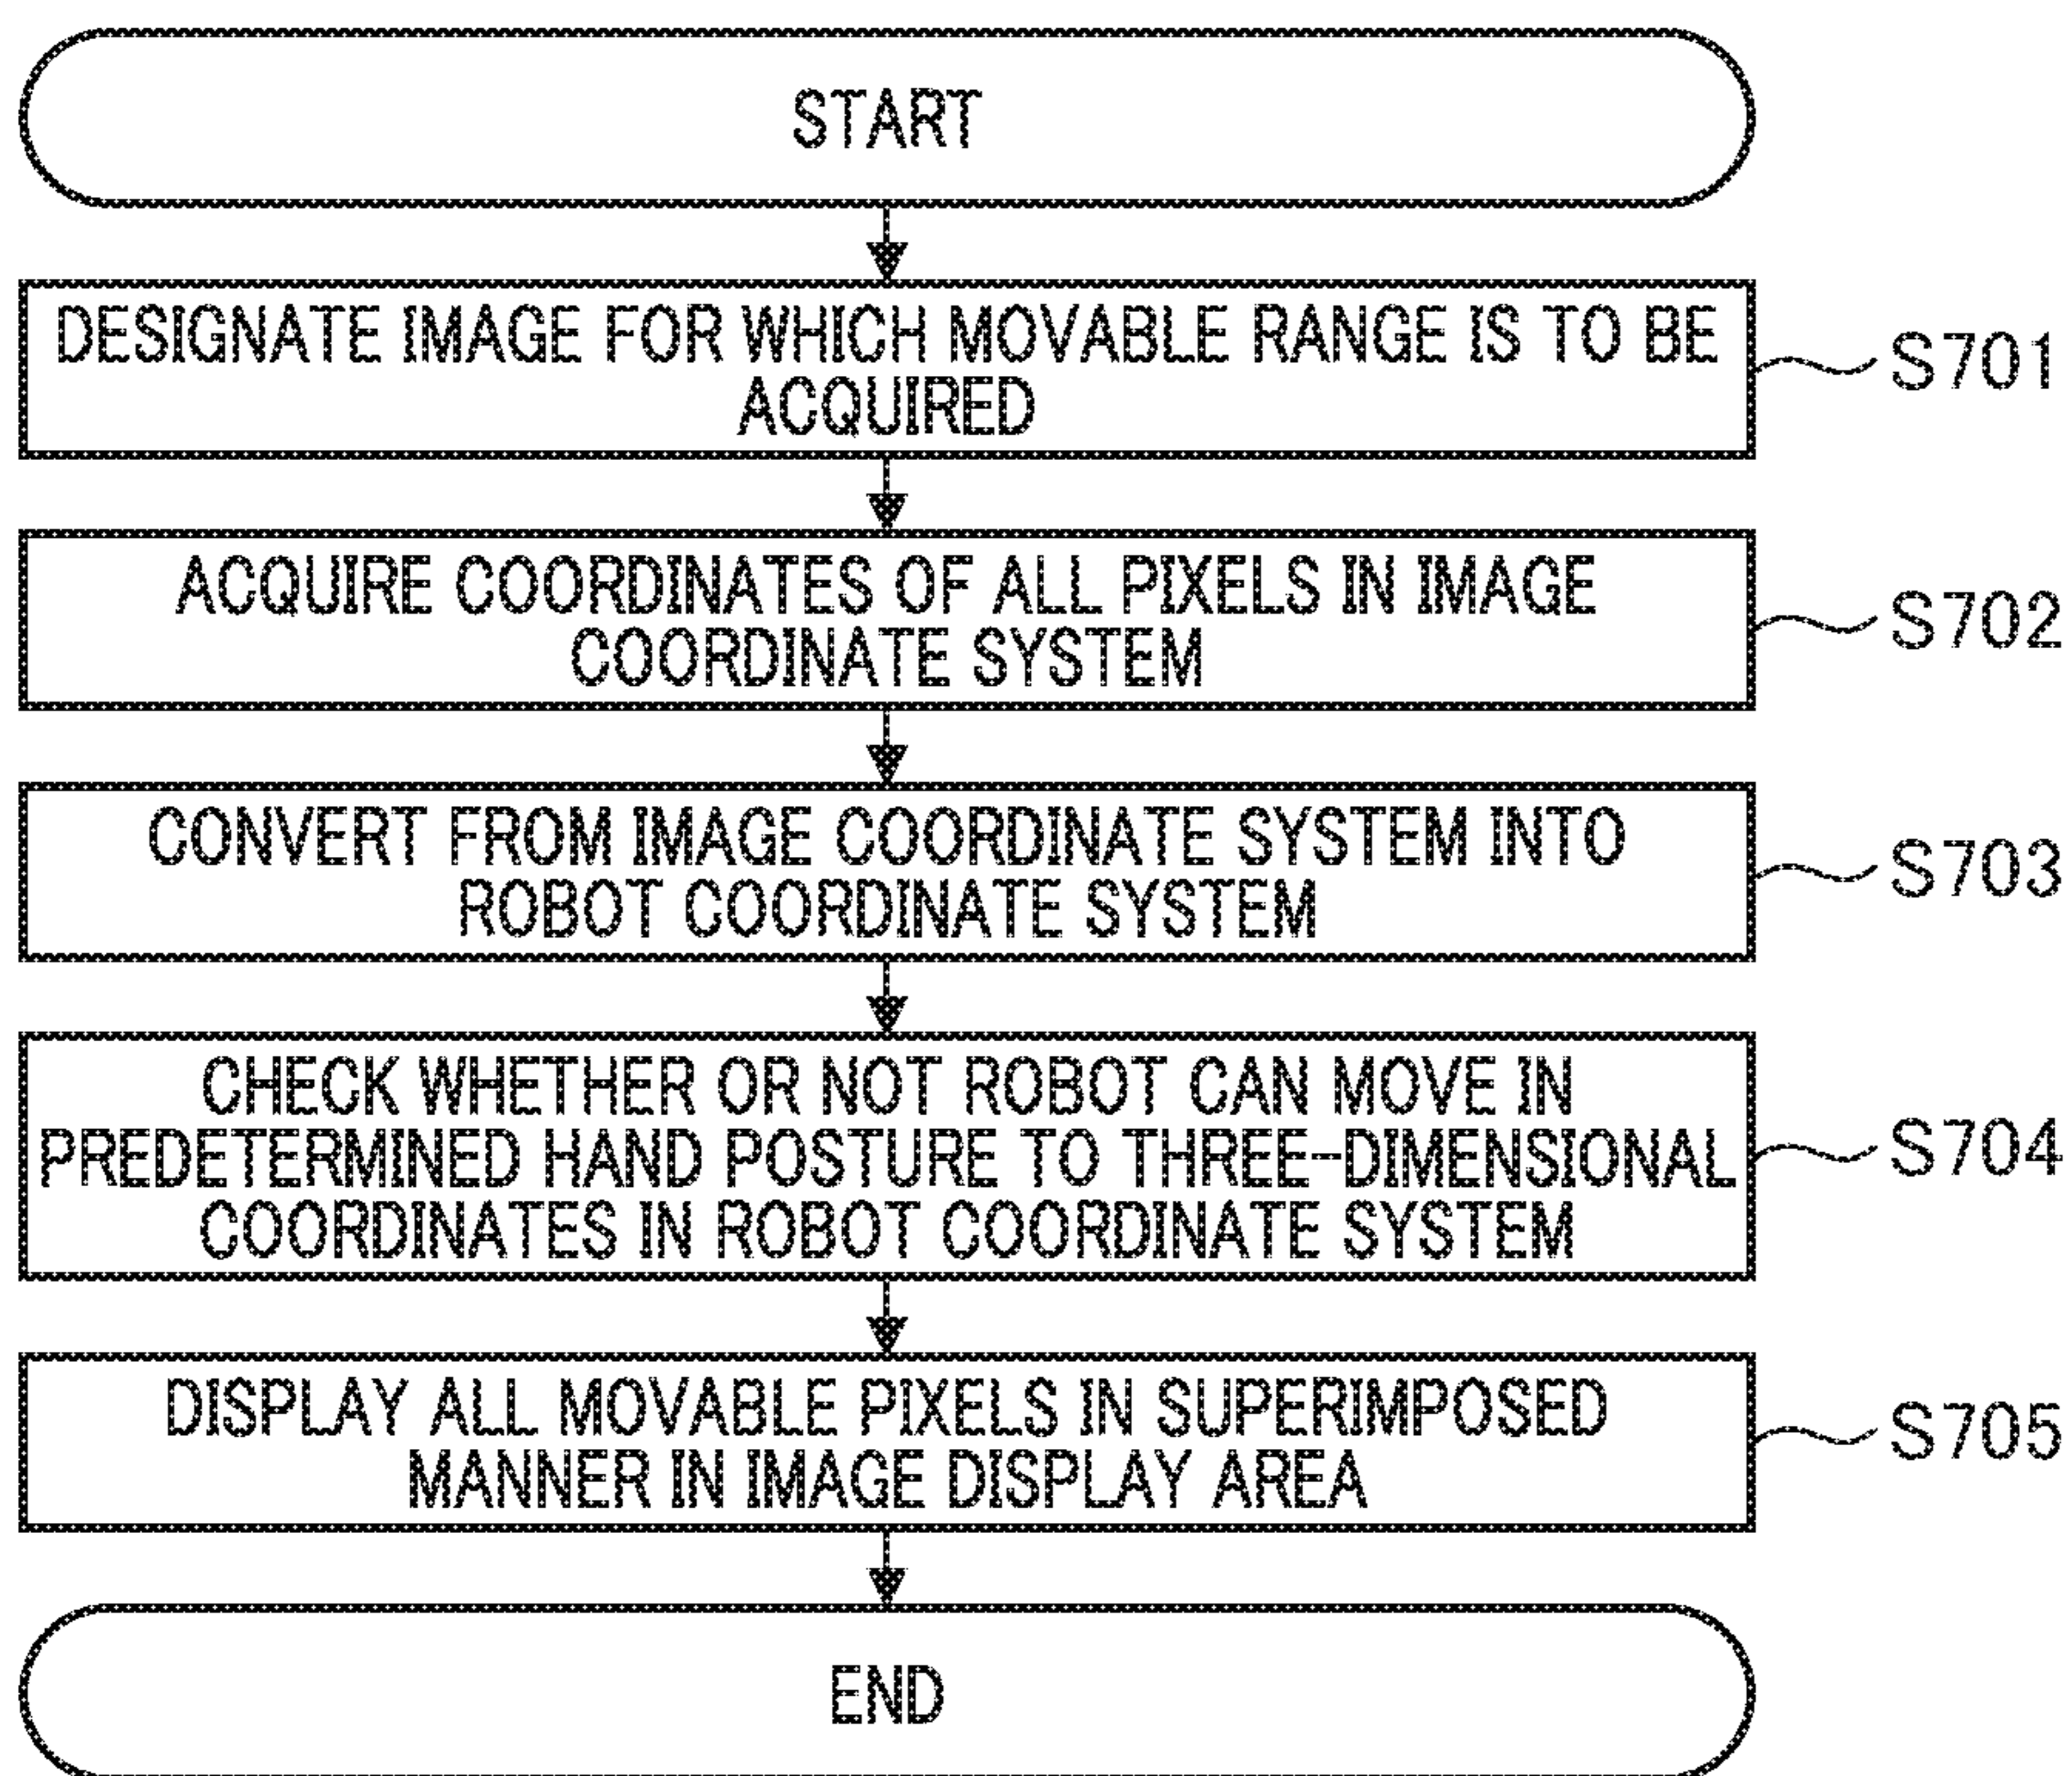 START
DESIGNATE IMAGE FOR WHICH MOVABLE RANGE IS TO BE
ACQUIRED
S701
ACQUIRE COORDINATES OF ALL PIXELS IN IMAGE
COORDINATE SYSTEM
S702
CONVERT FROM IMAGE COORDINATE SYSTEM INTO
ROBOT COORDINATE SYSTEM
S703
CHECK WHETHER OR NOT ROBOT CAN MOVE IN
PREDETERMINED HAND POSTURE TO THREE-DIMENSIONAL
COORDINATES IN ROBOT COORDINATE SYSTEM
S704
DISPLAY ALL MOVABLE PIXELS IN SUPERIMPOSED
MANNER IN IMAGE DISPLAY AREA
S705
END